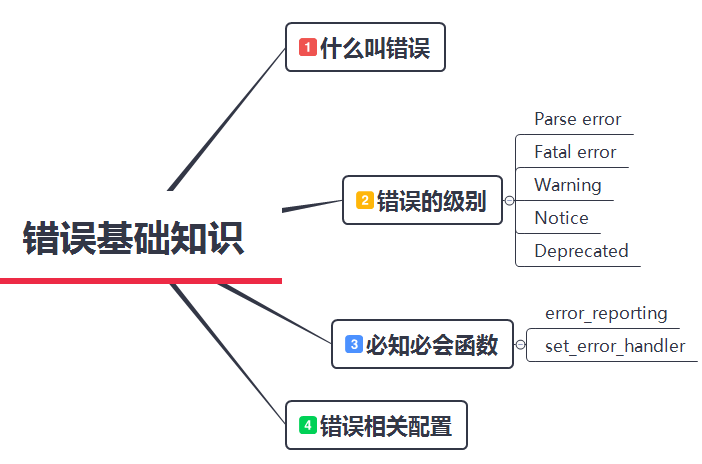 错误基础知识
1 什么叫错误
2 错误的级别
Parse error
Fatal error
Warning
Notice
Deprecated
3 必知必会函数
error_reporting
set_error_handler
4 错误相关配置